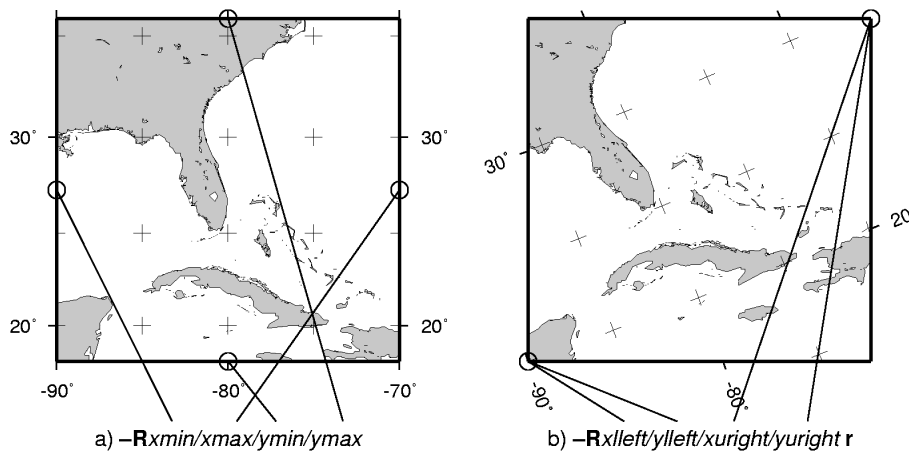 30° 30° 30° 20
20° 20°
-90° -80° -70° -90° -80°
a) –Rxmin/xmax/ymin/ymax
b) –Rxlleft/ylleft/xuright/yuright r